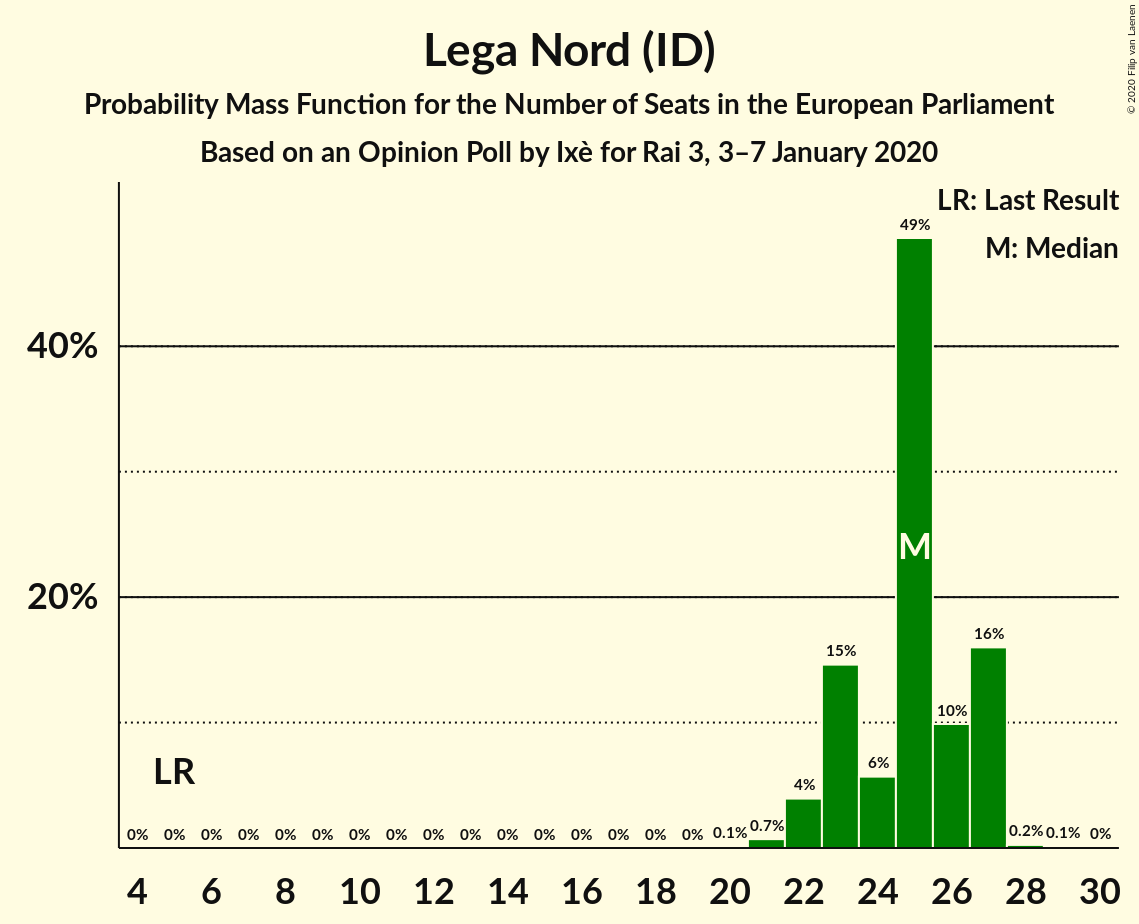 Lega Nord (ID)
Probability Mass Function for the Number of Seats in the European Parliament
Based on an Opinion Poll by Ixè for Rai 3, 3–7 January 2020
© 2020 Filip van Laenen
LR: Last Result
M: Median
49%
40%
M
20%
16%
15%
10%
6%
4%
LR
0% 0% 0% 0% 0% 0% 0% 0% 0% 0% 0% 0% 0% 0% 0% 0% 0.1% 0.7% 0.2% 0.1% 0%
4 6 8 10 12 14 16 18 20 22 24 26 28 30